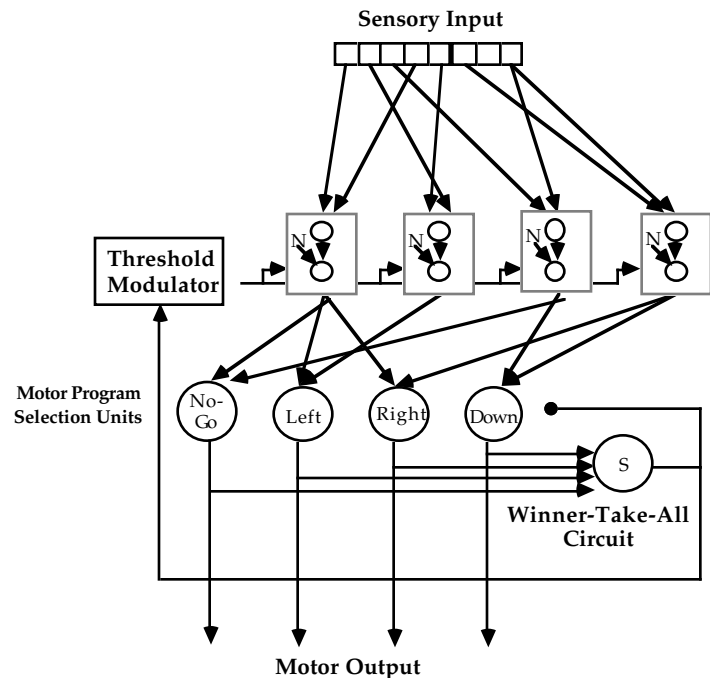 Sensory Input
N
N
N
N
Threshold
Modulator
Motor Program
Selection Units
No-
Go
Left
Right
Down
S
Winner-Take-All
Circuit
Motor Output